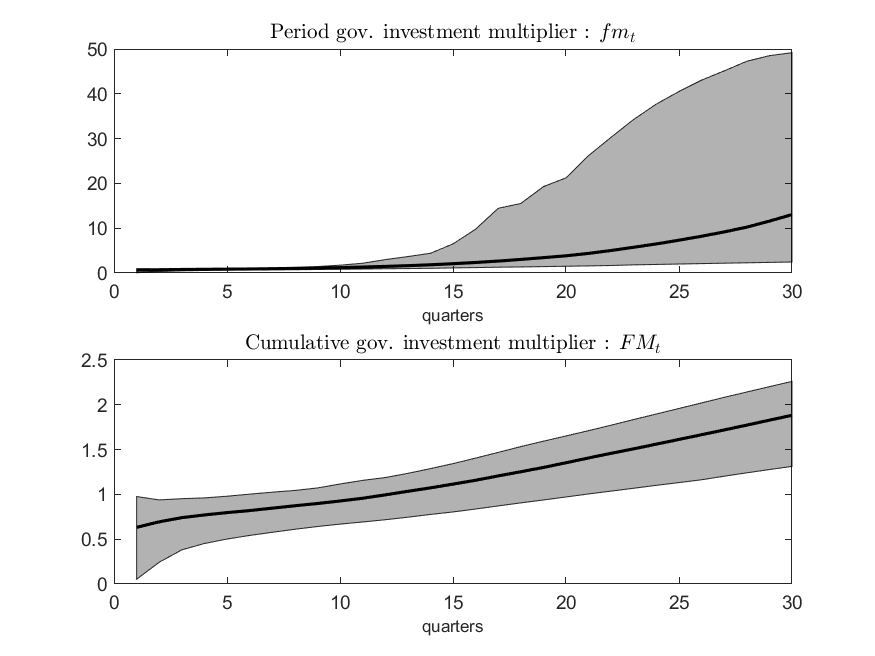 Period gov. investment multiplier : fm_t
50
40
30
20
10
0
0 5 10 15 20 25 30
quarters
Cumulative gov. investment multiplier : FM_t
2.5
2
1.5
1
0.5
0
0 5 10 15 20 25 30
quarters